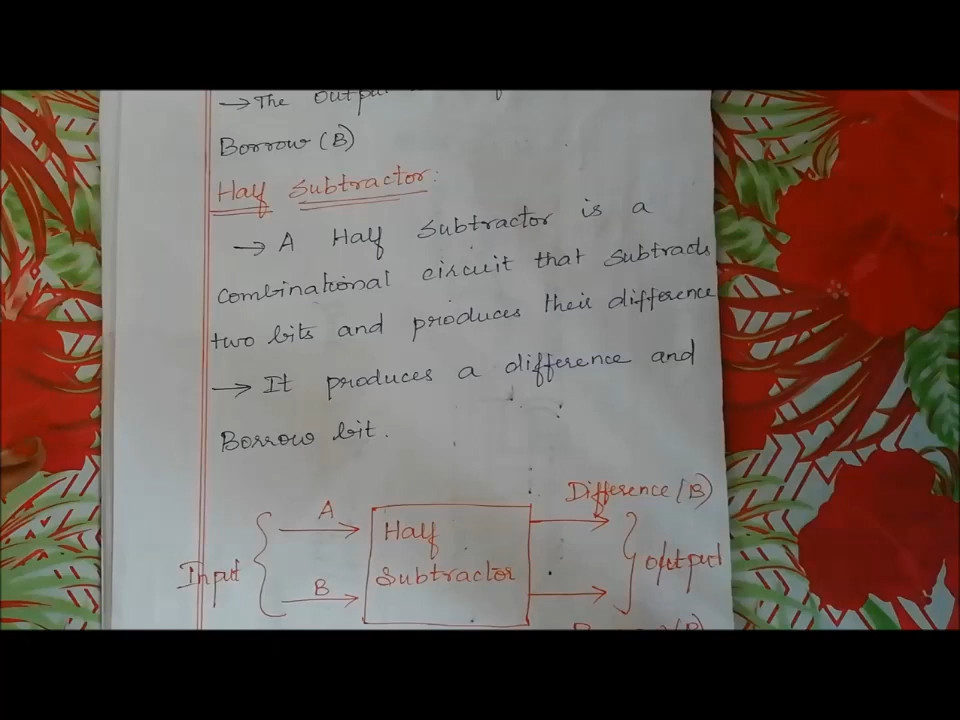 → The output
Borrow (B)
Half Subtractor:
→ A Half Subtractor is a
combinational circuit that subtracts
two bits and produces their difference
→ It produces a difference and
Borrow bit.
Difference (B)
A
Half
Input
Subtractor
Output
B